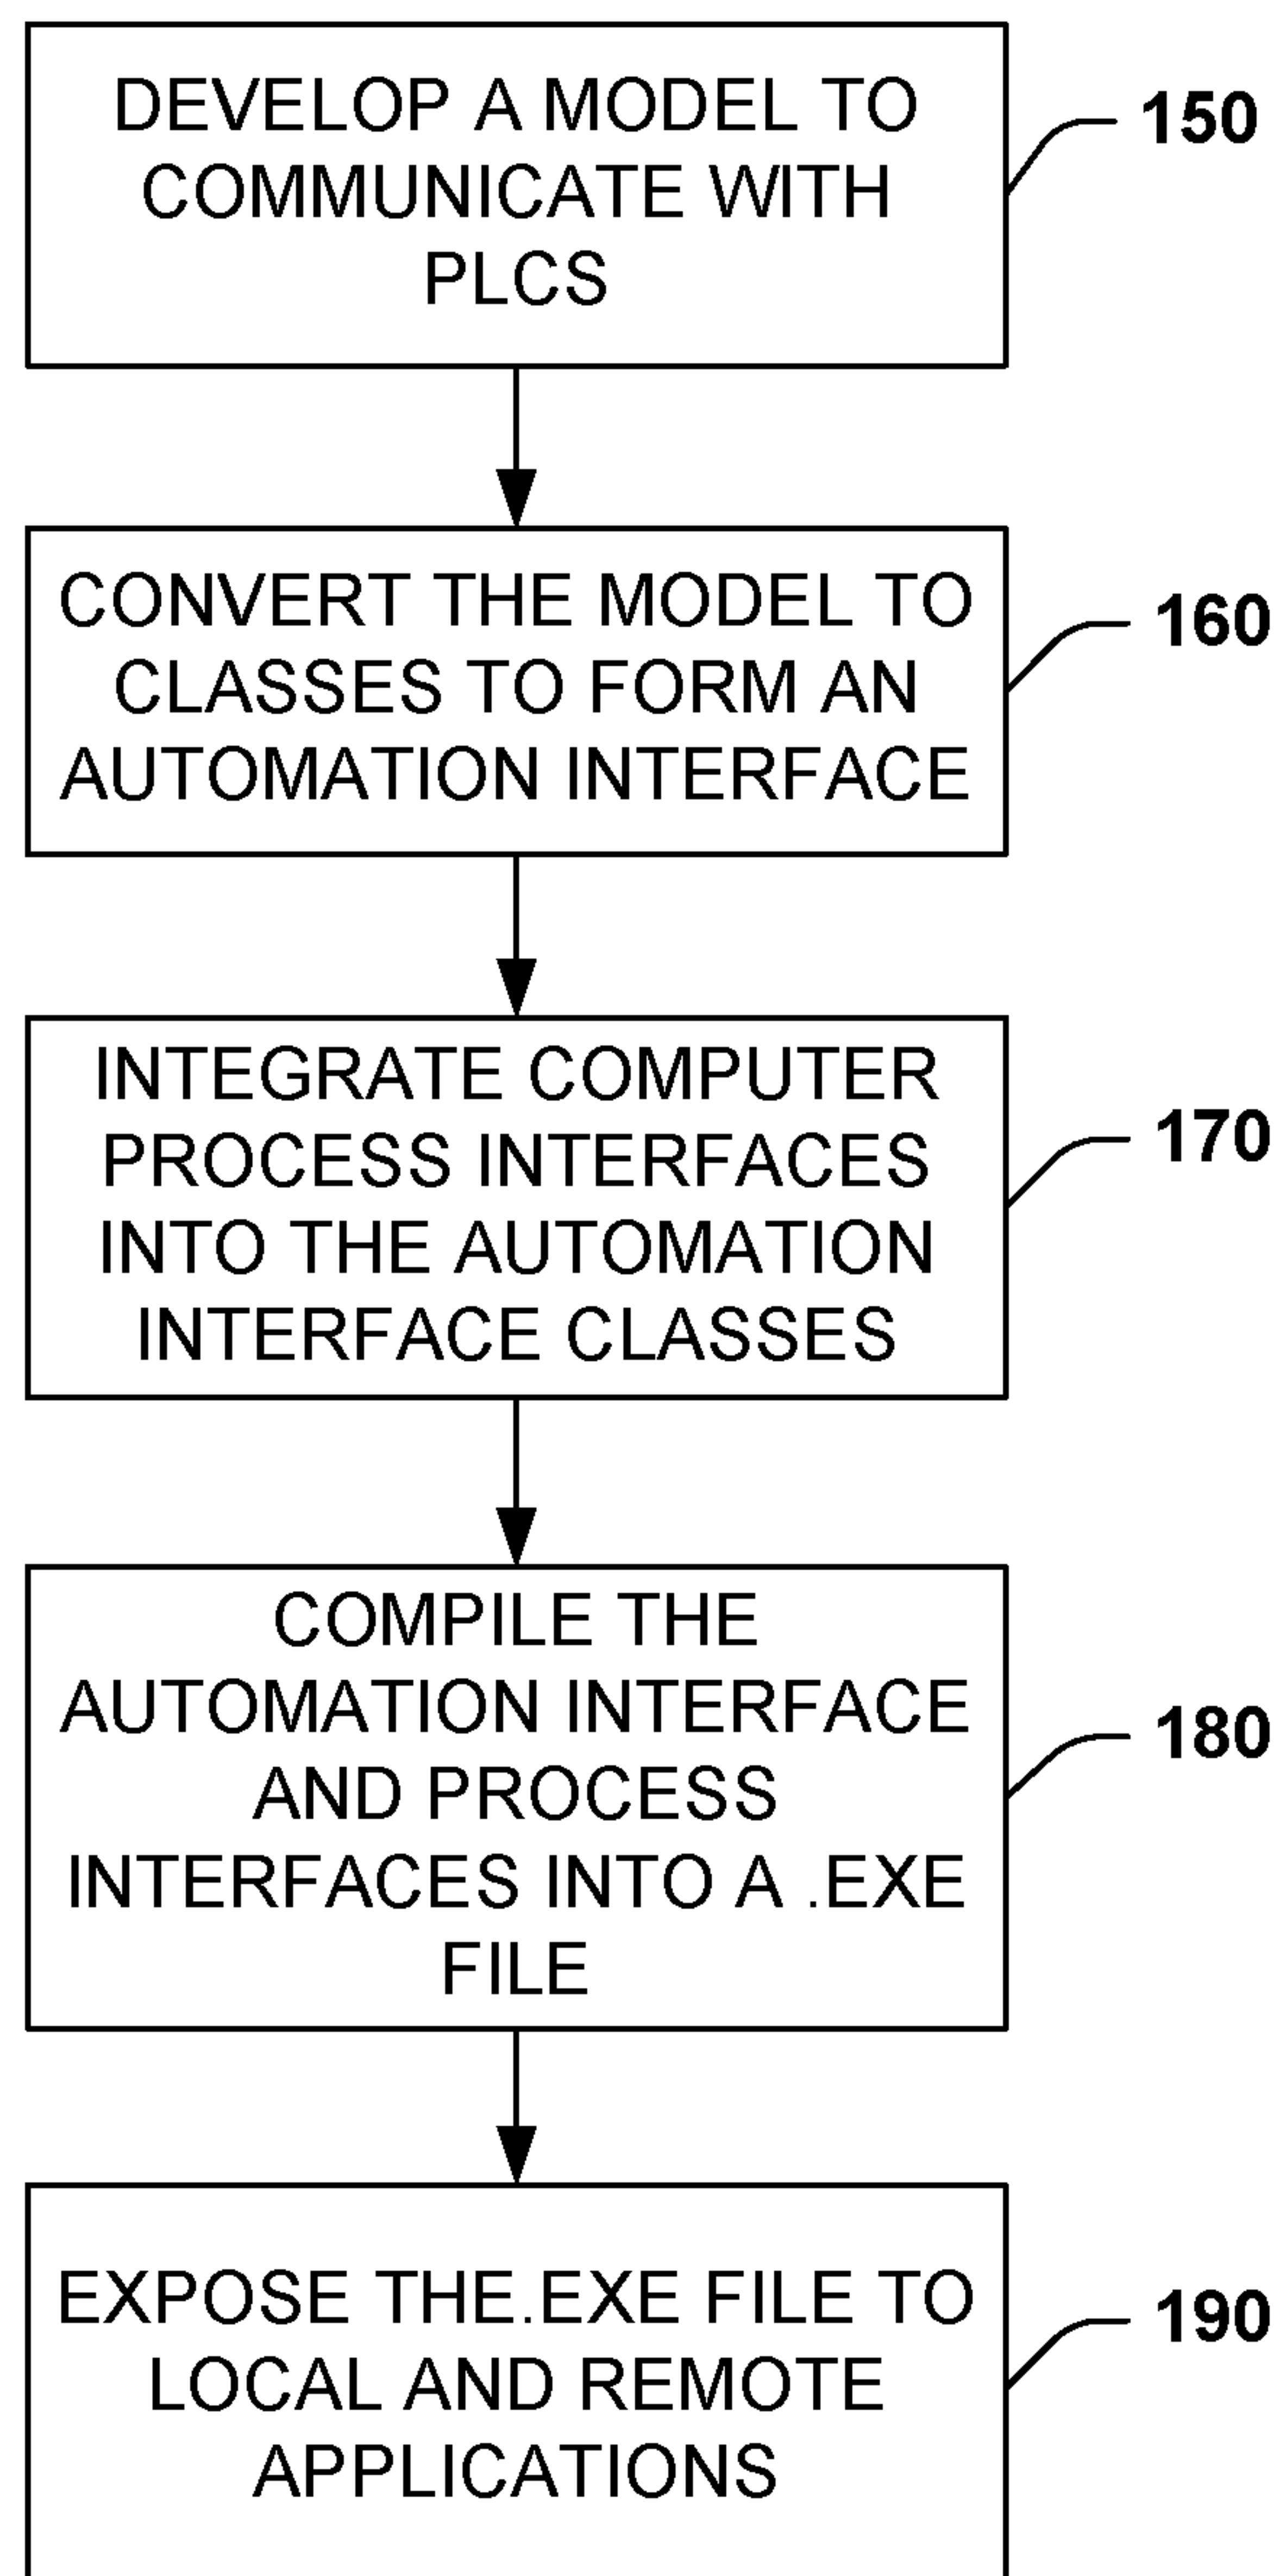 DEVELOP A MODEL TO
COMMUNICATE WITH
PLCS
150
CONVERT THE MODEL TO
CLASSES TO FORM AN
AUTOMATION INTERFACE
160
INTEGRATE COMPUTER
PROCESS INTERFACES
INTO THE AUTOMATION
INTERFACE CLASSES
170
COMPILE THE
AUTOMATION INTERFACE
AND PROCESS
INTERFACES INTO A .EXE
FILE
180
EXPOSE THE.EXE FILE TO
LOCAL AND REMOTE
APPLICATIONS
190